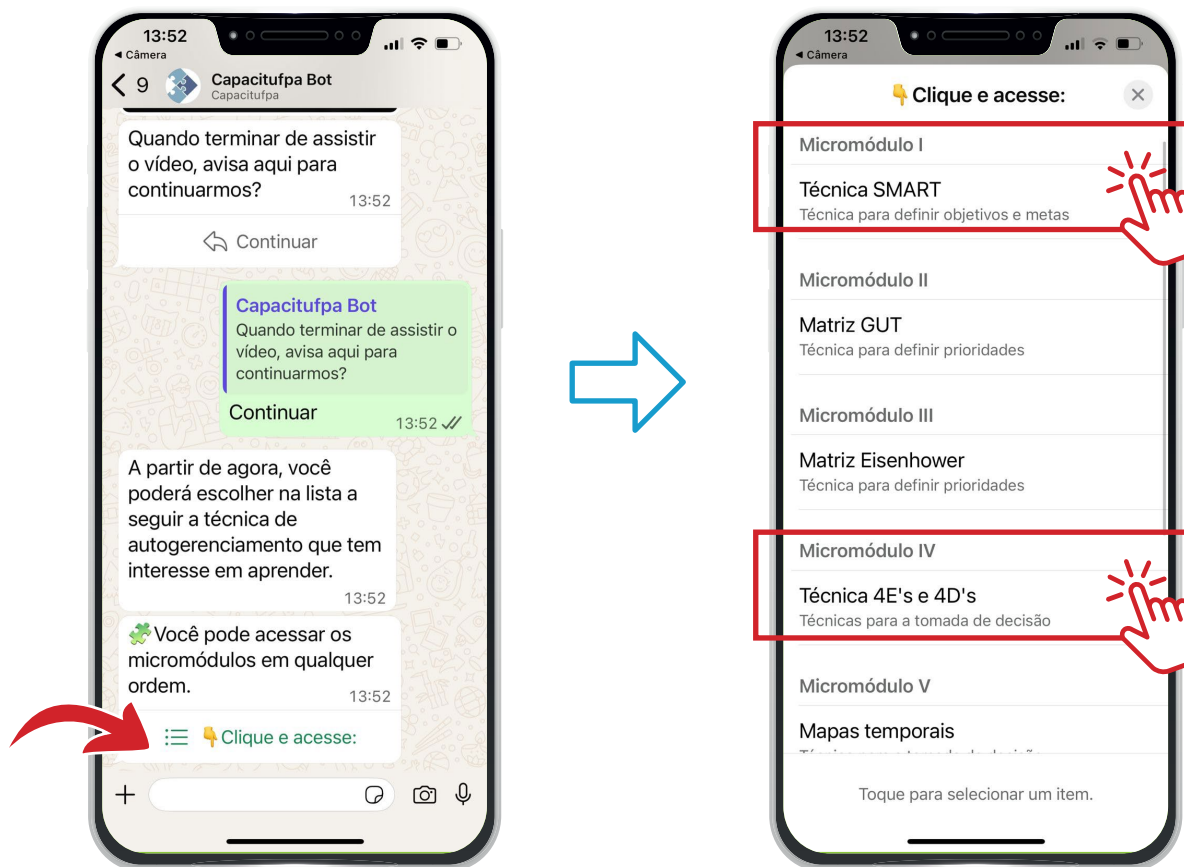 13:52
◀ Câmera
9
Capacitufpa Bot
Capacitufpa
Quando terminar de assistir
o vídeo, avisa aqui para
continuarmos?
13:52
Continuar
Capacitufpa Bot
Quando terminar de assistir o
vídeo, avisa aqui para
continuarmos?
Continuar
13:52
A partir de agora, você
poderá escolher na lista a
seguir a técnica de
autogerenciamento que tem
interesse em aprender.
13:52
Você pode acessar os
micromódulos em qualquer
ordem.
13:52
Clique e acesse:
13:52
◀ Câmera
Clique e acesse:
Micromódulo I
Técnica SMART
Técnica para definir objetivos e metas
Micromódulo II
Matriz GUT
Técnica para definir prioridades
Micromódulo III
Matriz Eisenhower
Técnica para definir prioridades
Micromódulo IV
Técnica 4E's e 4D's
Técnicas para a tomada de decisão
Micromódulo V
Mapas temporais
Toque para selecionar um item.